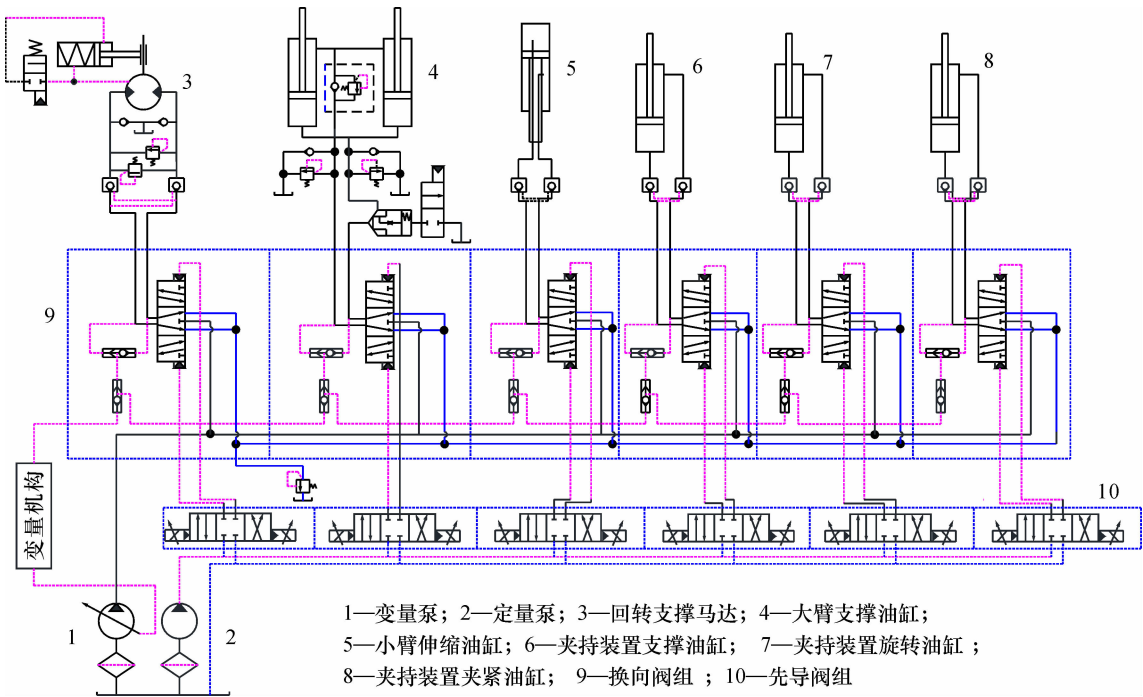 3
4
5
6
7
8
9
10
变量机构
1
2
1—变量泵；2—定量泵；3—回转支撑马达；4—大臂支撑油缸；
5—小臂伸缩油缸；6—夹持装置支撑油缸； 7—夹持装置旋转油缸；
8—夹持装置夹紧油缸； 9—换向阀组 ；10—先导阀组